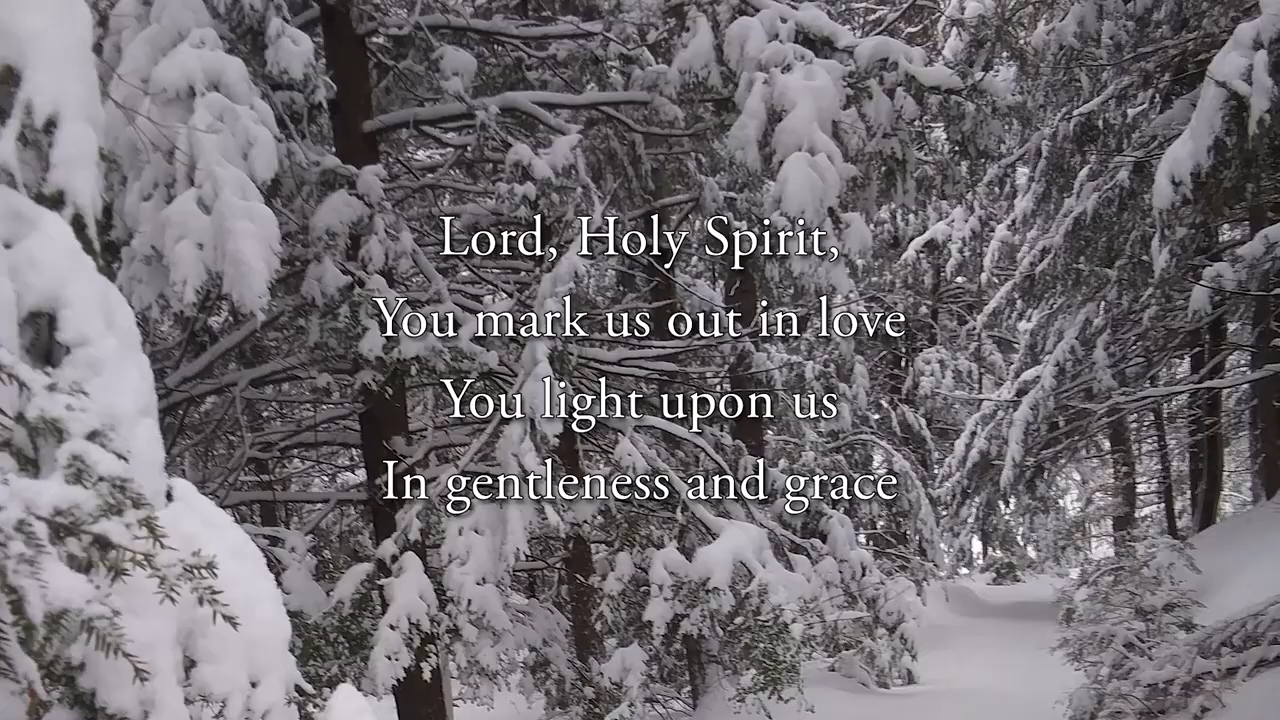 Lord, Holy Spirit,
You mark us out in love
You light upon us
In gentleness and grace